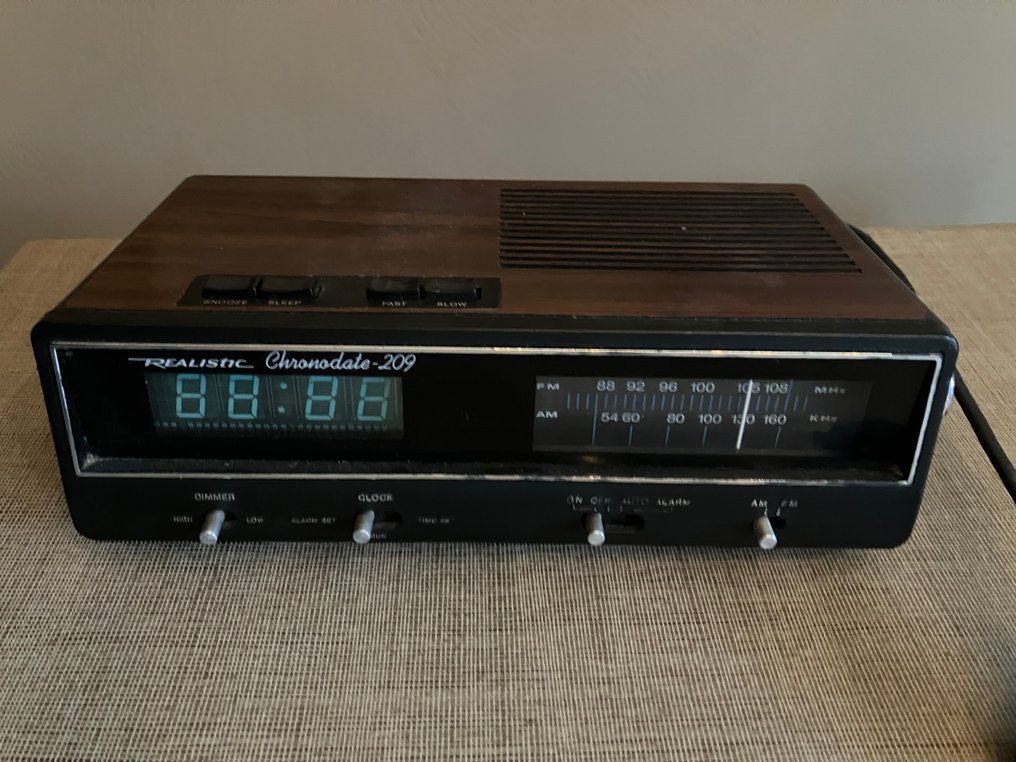 SNOOZE SLEEP FAST SLOW
REALISTIC Chronodate-209
88:88
FM 88 92 96 100 105 108 MHz
AM 54 60 80 100 130 160 KHz
DIMMER CLOCK ON OFF AUTO ALARM AM FM
HIGH LOW ALARM SET RUN TIME SET